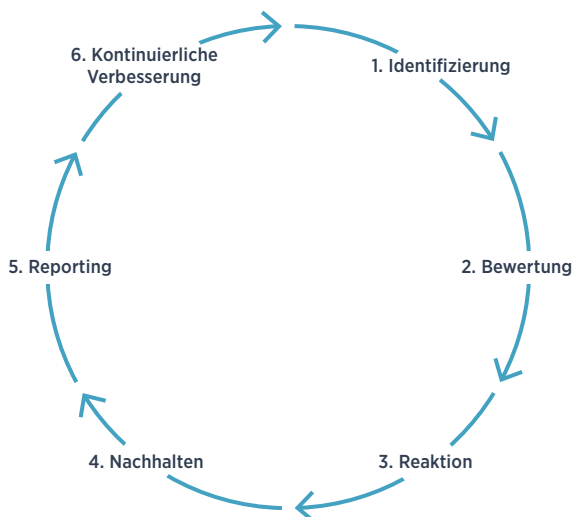 1. Identifizierung
2. Bewertung
3. Reaktion
4. Nachhalten
5. Reporting
6. Kontinuierliche
Verbesserung